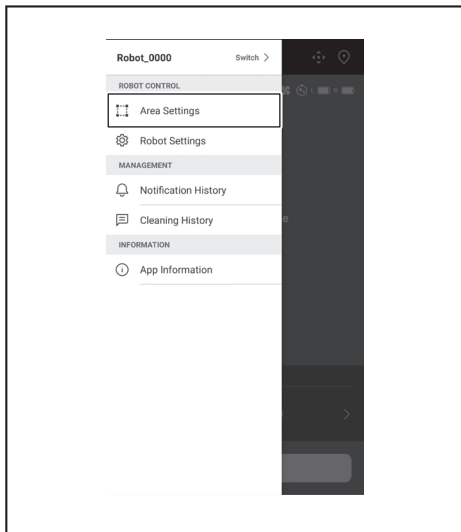 Robot_0000 Switch >
ROBOT CONTROL
Area Settings
Robot Settings
MANAGEMENT
Notification History
Cleaning History
INFORMATION
App Information
L R
e